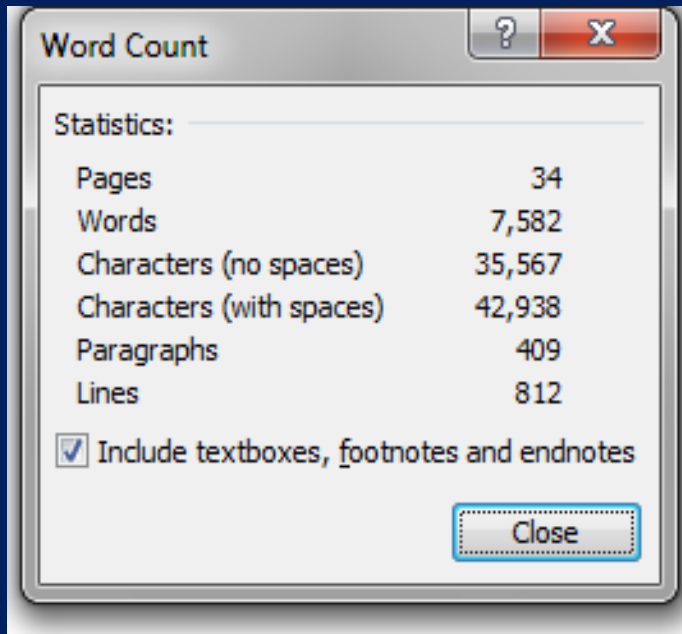 Word Count
Statistics:
Pages 34
Words 7,582
Characters (no spaces) 35,567
Characters (with spaces) 42,938
Paragraphs 409
Lines 812
Include textboxes, footnotes and endnotes
Close